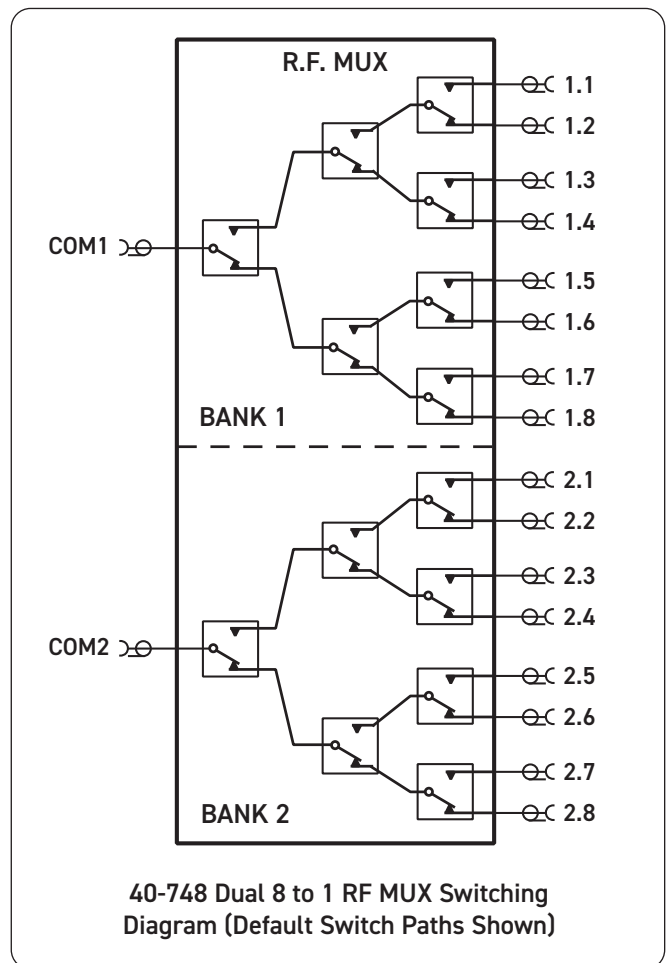 R.F. MUX
1.1
1.2
1.3
1.4
COM1
1.5
1.6
1.7
1.8
BANK 1
2.1
2.2
2.3
2.4
COM2
2.5
2.6
2.7
2.8
BANK 2
40-748 Dual 8 to 1 RF MUX Switching
Diagram (Default Switch Paths Shown)